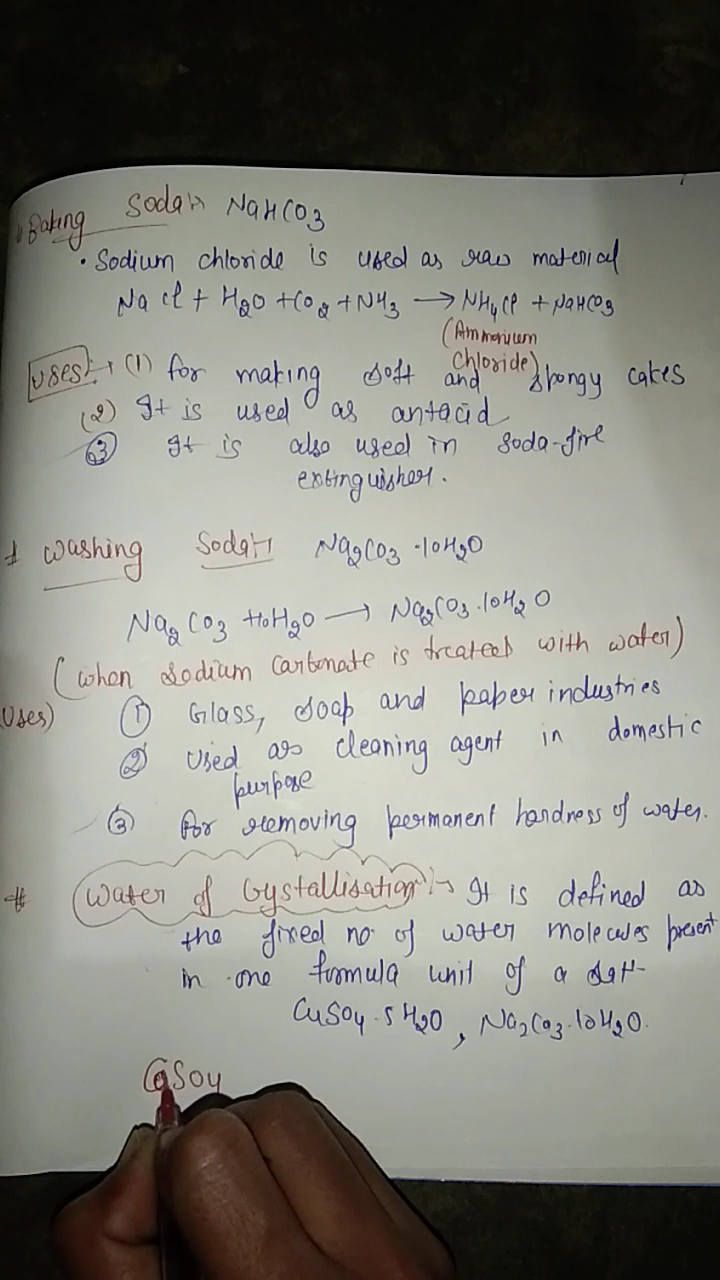 Baking Soda:- NaHCO3
• Sodium chloride is used as raw material
NaCl + H2O + CO2 + NH3 → NH4Cl + NaHCO3
(Ammonium Chloride)
Uses:→ (1) for making soft and spongy cakes
(2) It is used as antacid
(3) It is also used in soda-fire
extinguisher.
# Washing Soda:- Na2CO3 · 10H2O
Na2CO3 + 10H2O → Na2CO3 · 10H2O
(when sodium carbonate is treated with water)
Uses) (1) Glass, soap and paper industries
(2) used as cleaning agent in domestic
purpose
(3) for removing permanent hardness of water.
# Water of Crystallisation:→ It is defined as
the fixed no. of water molecules present
in one formula unit of a salt-
CuSO4 · 5H2O, Na2CO3 · 10H2O.
CaSO4